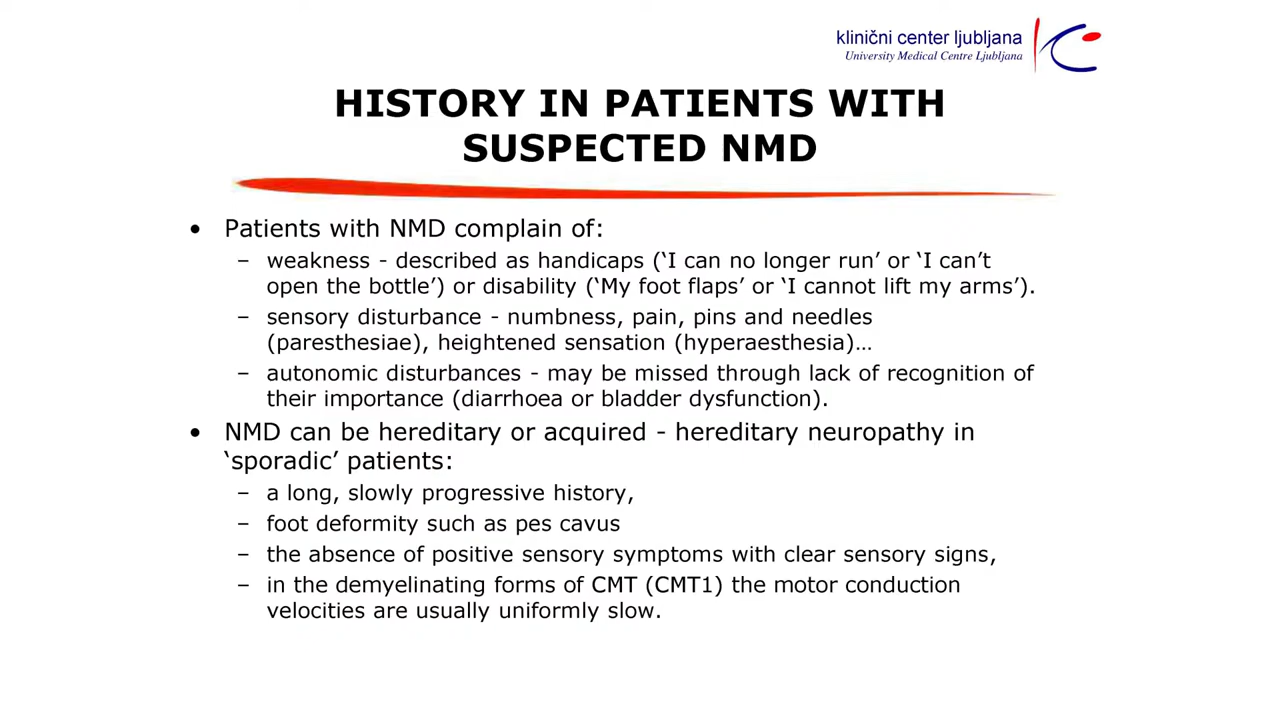 klinični center ljubljana
University Medical Centre Ljubljana
HISTORY IN PATIENTS WITH
SUSPECTED NMD
• Patients with NMD complain of:
– weakness - described as handicaps (‘I can no longer run’ or ‘I can’t
open the bottle’) or disability (‘My foot flaps’ or ‘I cannot lift my arms’).
– sensory disturbance - numbness, pain, pins and needles
(paresthesiae), heightened sensation (hyperaesthesia)…
– autonomic disturbances - may be missed through lack of recognition of
their importance (diarrhoea or bladder dysfunction).
• NMD can be hereditary or acquired - hereditary neuropathy in
‘sporadic’ patients:
– a long, slowly progressive history,
– foot deformity such as pes cavus
– the absence of positive sensory symptoms with clear sensory signs,
– in the demyelinating forms of CMT (CMT1) the motor conduction
velocities are usually uniformly slow.